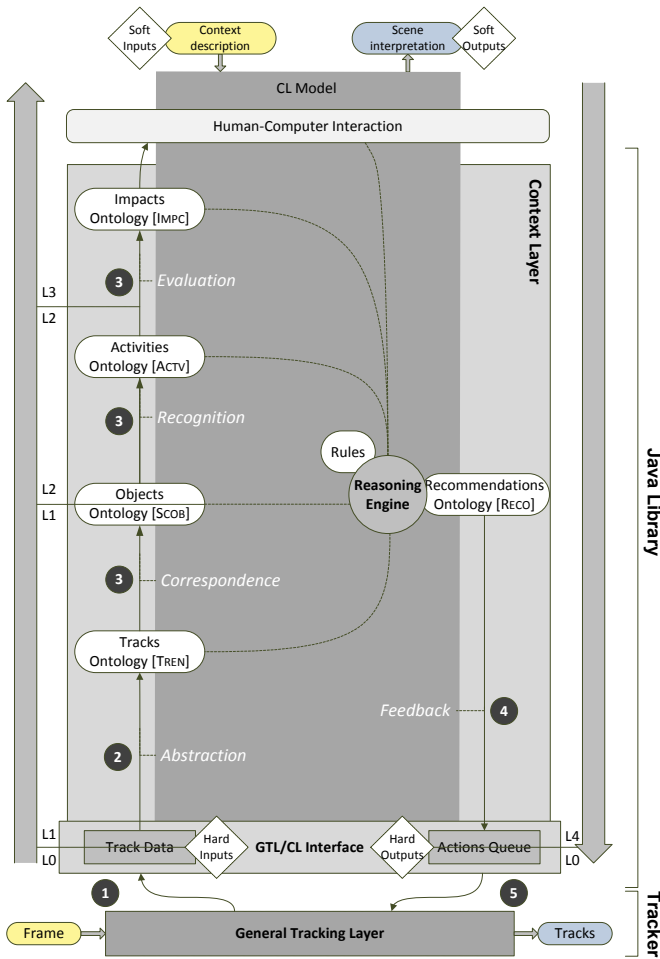 Soft
Inputs
Context
description
Scene
interpretation
Soft
Outputs
CL Model
Human-Computer Interaction
Context Layer
Impacts
Ontology [IMPC]
3
Evaluation
L3
L2
Activities
Ontology [ACTV]
3
Recognition
Rules
Reasoning
Engine
Recommendations
Ontology [RECO]
Java Library
L2
L1
Objects
Ontology [SCOB]
3
Correspondence
Tracks
Ontology [TREN]
Feedback
4
2
Abstraction
L1
L0
Track Data
Hard
Inputs
GTL/CL Interface
Hard
Outputs
Actions Queue
L4
L0
1
5
Tracker
Frame
General Tracking Layer
Tracks